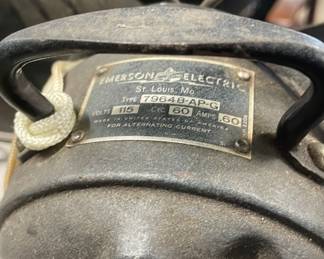 EMERSON ELECTRIC
ST. LOUIS, MO
TYPE 79648-AP-G
VOLTS 115 CYC. 60 AMPS .60
MADE IN UNITED STATES OF AMERICA
FOR ALTERNATING CURRENT